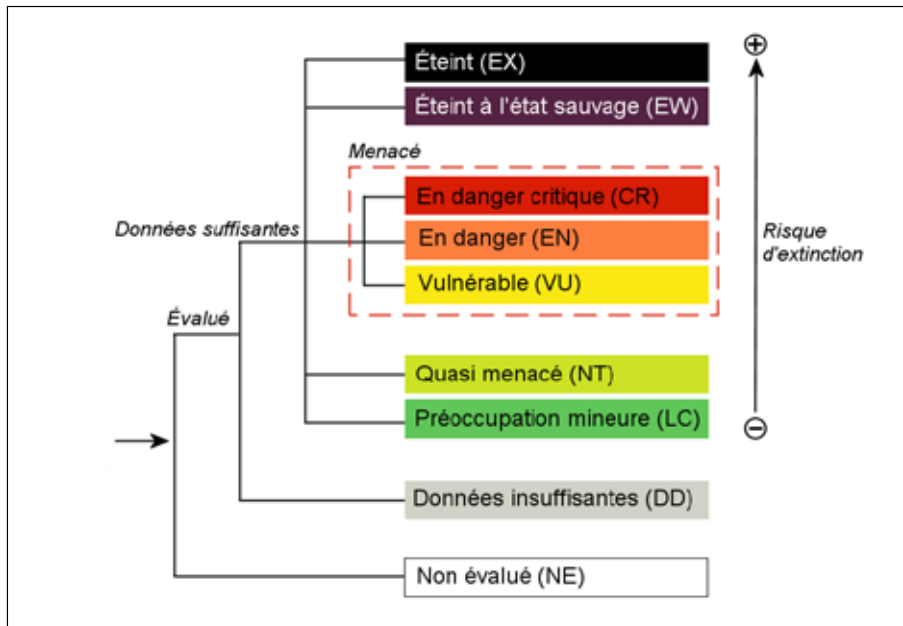 Éteint (EX)
Éteint à l'état sauvage (EW)
Menacé
En danger critique (CR)
Données suffisantes
En danger (EN)
Risque
d'extinction
Vulnérable (VU)
Évalué
Quasi menacé (NT)
Préoccupation mineure (LC)
Données insuffisantes (DD)
Non évalué (NE)